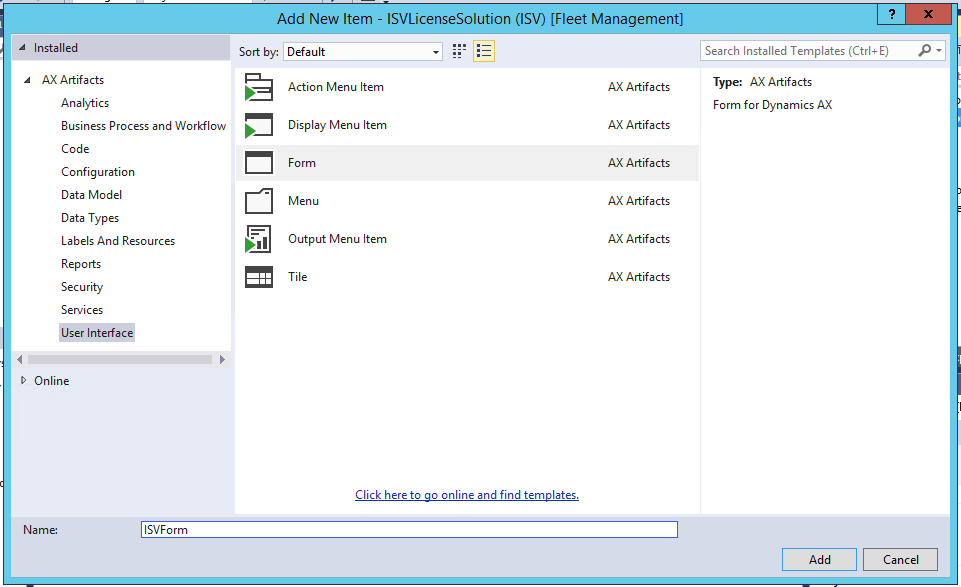 Add New Item - ISVLicenseSolution (ISV) [Fleet Management]
? x
Installed
Sort by: Default
Search Installed Templates (Ctrl+E)
AX Artifacts
Analytics
Business Process and Workflow
Code
Configuration
Data Model
Data Types
Labels And Resources
Reports
Security
Services
User Interface
Online
Action Menu Item AX Artifacts
Display Menu Item AX Artifacts
Form AX Artifacts
Menu AX Artifacts
Output Menu Item AX Artifacts
Tile AX Artifacts
Click here to go online and find templates.
Type: AX Artifacts
Form for Dynamics AX
Name: ISVForm
Add Cancel